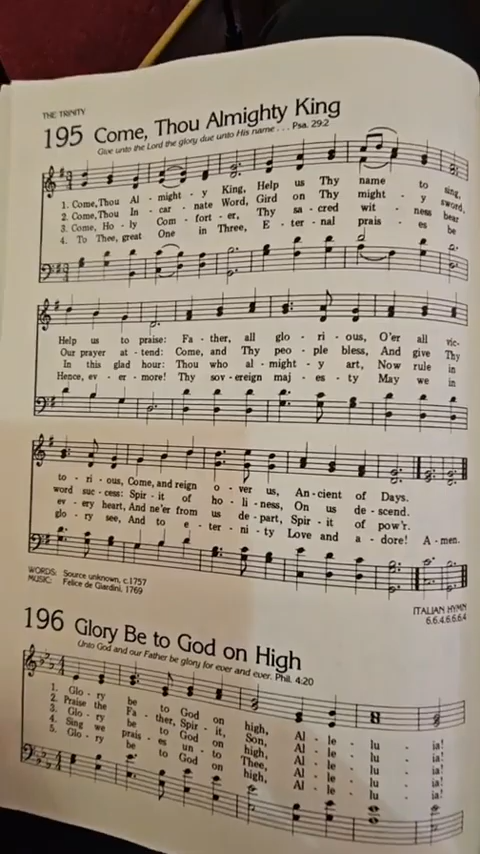 THE TRINITY
195 Come, Thou Almighty King
Give unto the Lord the glory due unto His name . . . Psa. 29:2
1. Come, Thou Al - might - y King, Help us Thy name to sing,
2. Come, Thou In - car - nate Word, Gird on Thy might - y sword,
3. Come, Ho - ly Com - fort - er, Thy sa - cred wit - ness bear
4. To Thee, great One in Three, E - ter - nal prais - es be
Help us to praise: Fa - ther, all glo - ri - ous, O'er all vic-
Our prayer at - tend: Come, and Thy peo - ple bless, And give Thy
In this glad hour: Thou who al - might - y art, Now rule in
Hence, ev - er - more! Thy sov - ereign maj - es - ty May we in
to - ri - ous, Come, and reign o - ver us, An - cient of Days.
word suc - cess: Spir - it of ho - li - ness, On us de - scend.
ev - ery heart, And ne'er from us de - part, Spir - it of pow'r.
glo - ry see, And to e - ter - ni - ty Love and a - dore! A - men.
WORDS: Source unknown, c.1757
MUSIC: Felice de Giardini, 1769
ITALIAN HYMN
6.6.4.6.6.6.4
196 Glory Be to God on High
Unto God and our Father be glory for ever and ever. Phil. 4:20
1. Glo - ry be to God on high, Al - le - lu - ia!
2. Praise the Fa - ther, Spir - it, Son, Al - le - lu - ia!
3. Glo - ry be to God on high, Al - le - lu - ia!
4. Sing we prais - es un - to Thee, Al - le - lu - ia!
5. Glo - ry be to God on high, Al - le - lu - ia!